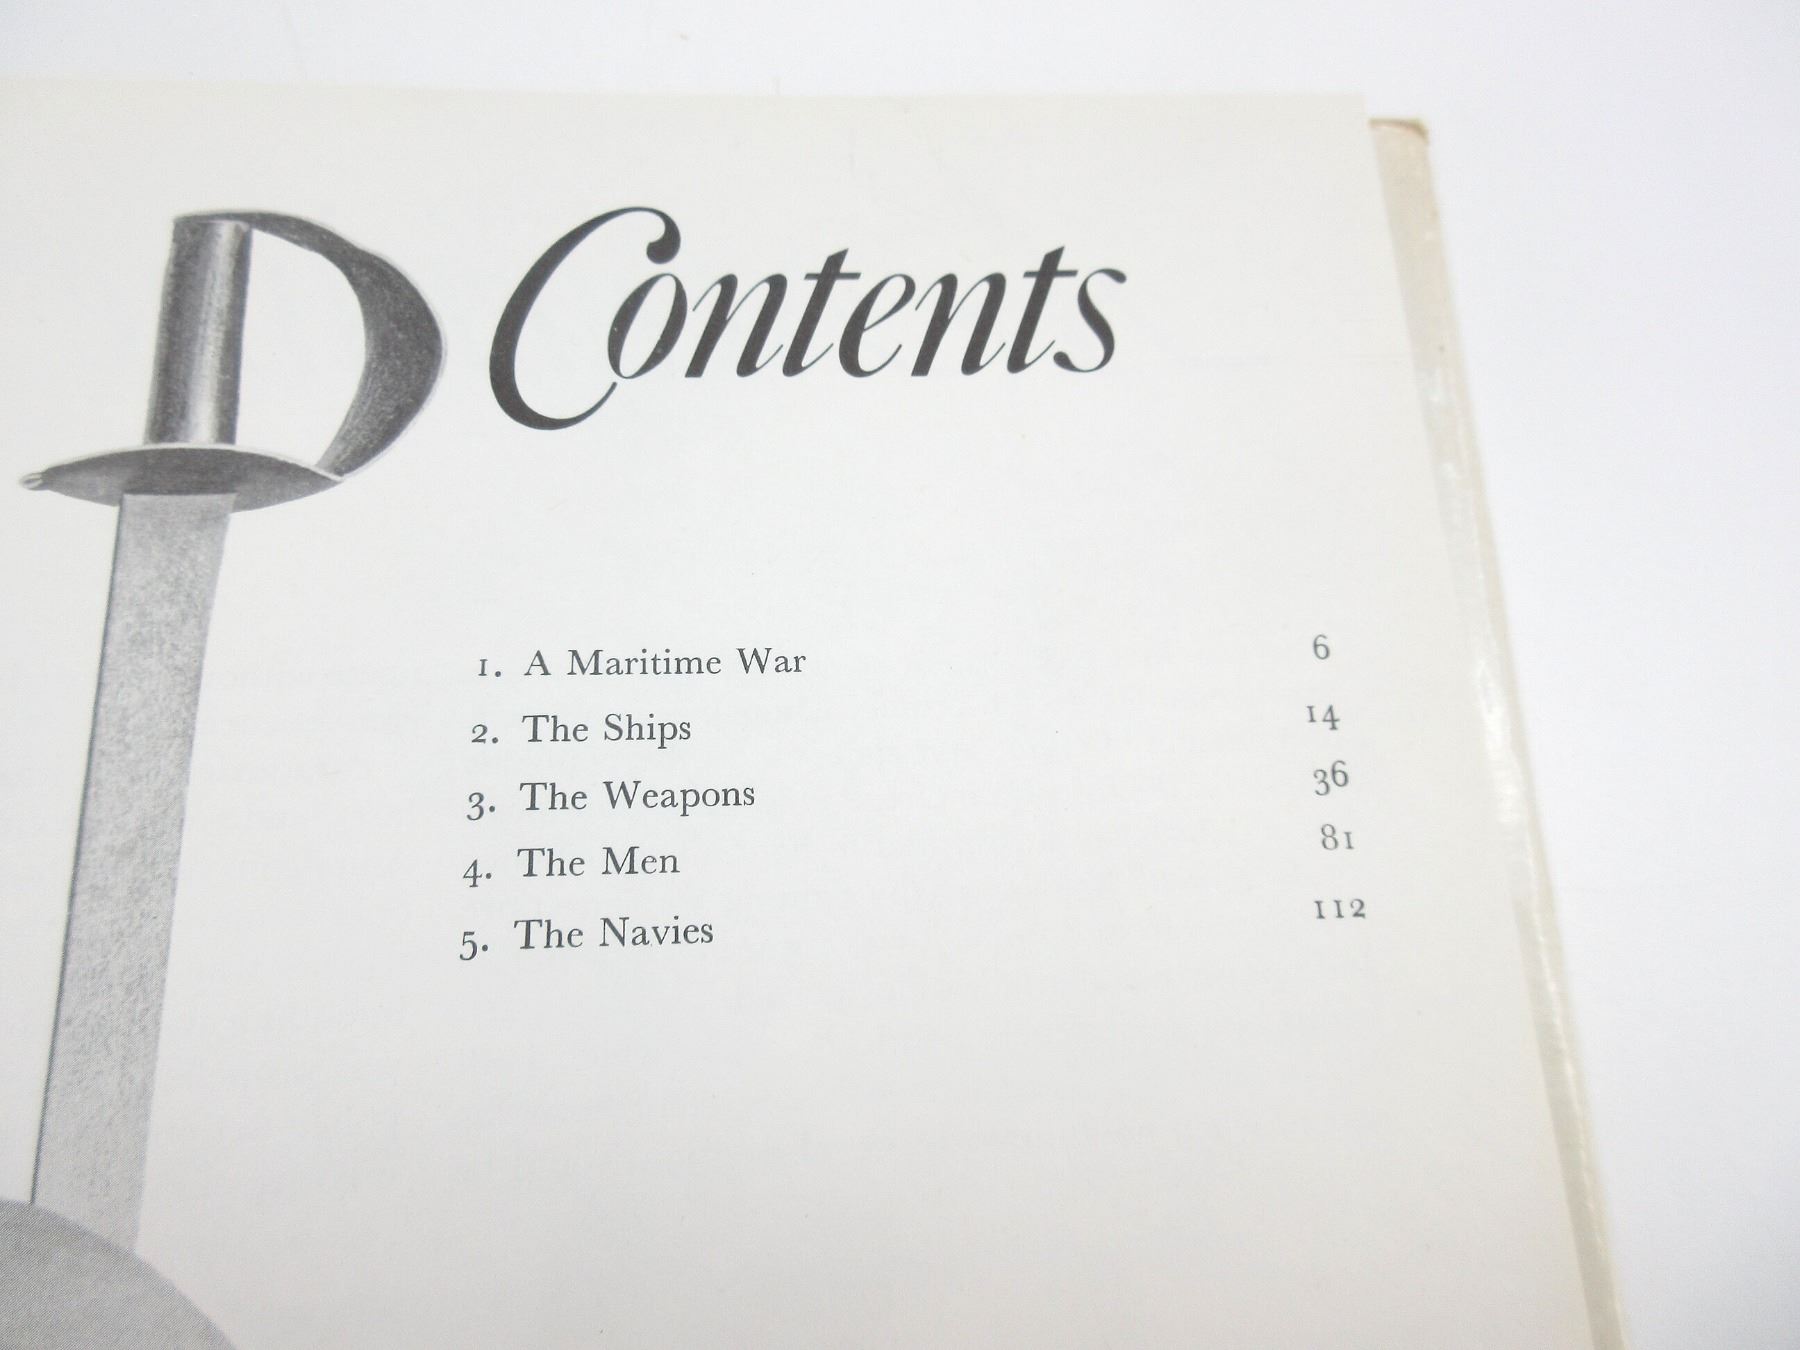 Contents
1. A Maritime War 6
2. The Ships 14
3. The Weapons 36
4. The Men 81
5. The Navies 112